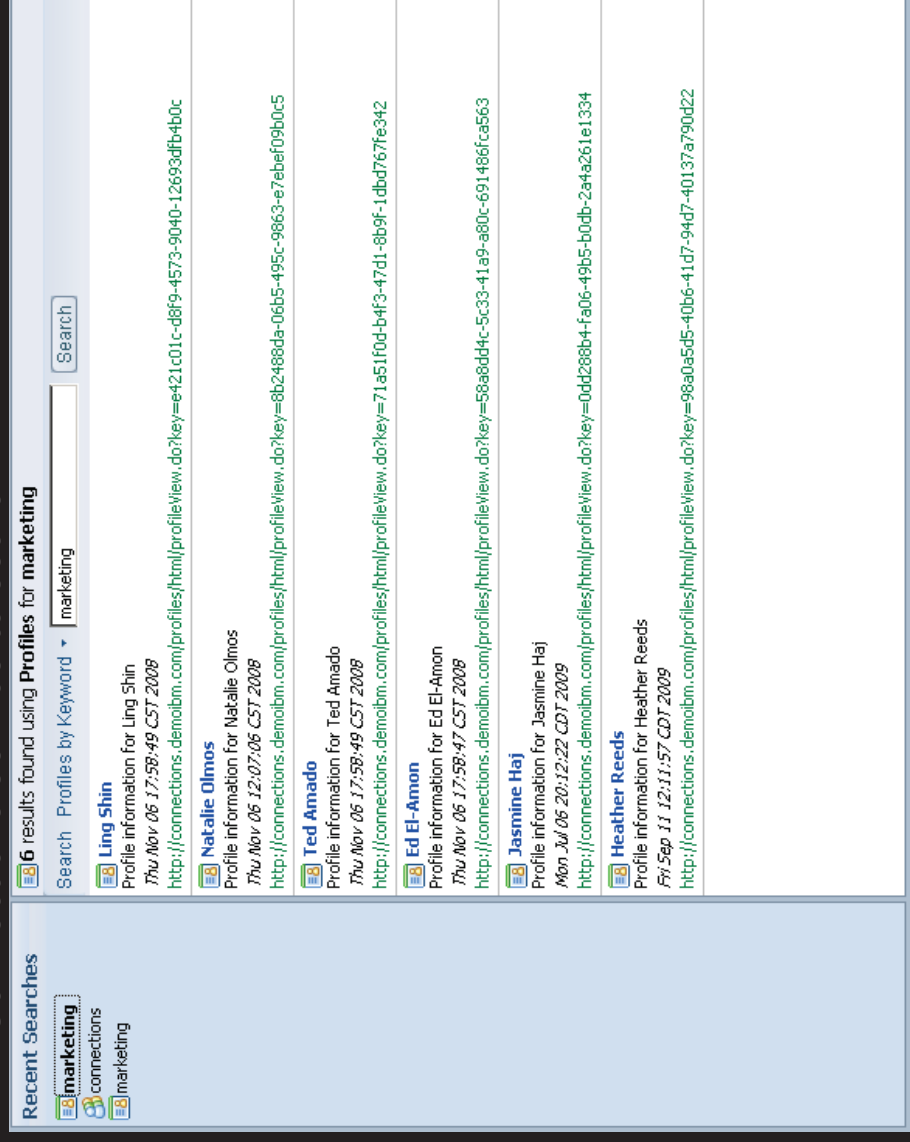 Recent Searches
marketing
connections
marketing
6 results found using Profiles for marketing
Search Profiles by Keyword marketing Search
Ling Shin
Profile information for Ling Shin
Thu Nov 06 17:58:49 CST 2008
http://connections.demoibm.com/profiles/html/profileView.do?key=e421c01c-d8f9-4573-9040-12693dfb4b0c
Natalie Olmos
Profile information for Natalie Olmos
Thu Nov 06 12:07:06 CST 2008
http://connections.demoibm.com/profiles/html/profileView.do?key=8b2488da-06b5-495c-9863-e7ebef09b0c5
Ted Amado
Profile information for Ted Amado
Thu Nov 06 17:58:49 CST 2008
http://connections.demoibm.com/profiles/html/profileView.do?key=71a51f0d-b4f3-47d1-8b9f-1dbd767fe342
Ed El-Amon
Profile information for Ed El-Amon
Thu Nov 06 17:58:47 CST 2008
http://connections.demoibm.com/profiles/html/profileView.do?key=58a8dd4c-5c33-41a9-a80c-691486fca563
Jasmine Haj
Profile information for Jasmine Haj
Mon Jul 06 20:12:22 CDT 2009
http://connections.demoibm.com/profiles/html/profileView.do?key=0dd288b4-fa06-49b5-b0db-2a4a261e1334
Heather Reeds
Profile information for Heather Reeds
Fri Sep 11 12:11:57 CDT 2009
http://connections.demoibm.com/profiles/html/profileView.do?key=98a0a5d5-40b6-41d7-94d7-40137a790d22